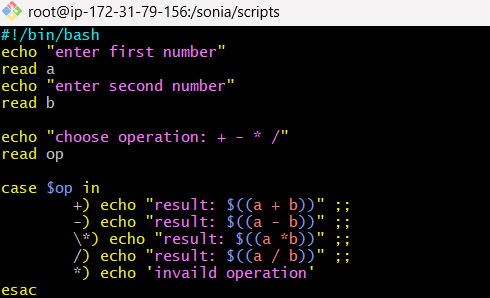 root@ip-172-31-79-156:/sonia/scripts
#!/bin/bash
echo "enter first number"
read a
echo "enter second number"
read b

echo "choose operation: + - * /"
read op

case $op in
        +) echo "result: $((a + b))" ;;
        -) echo "result: $((a - b))" ;;
        \*) echo "result: $((a *b))" ;;
        /) echo "result: $((a / b))" ;;
        *) echo 'invaild operation'
esac